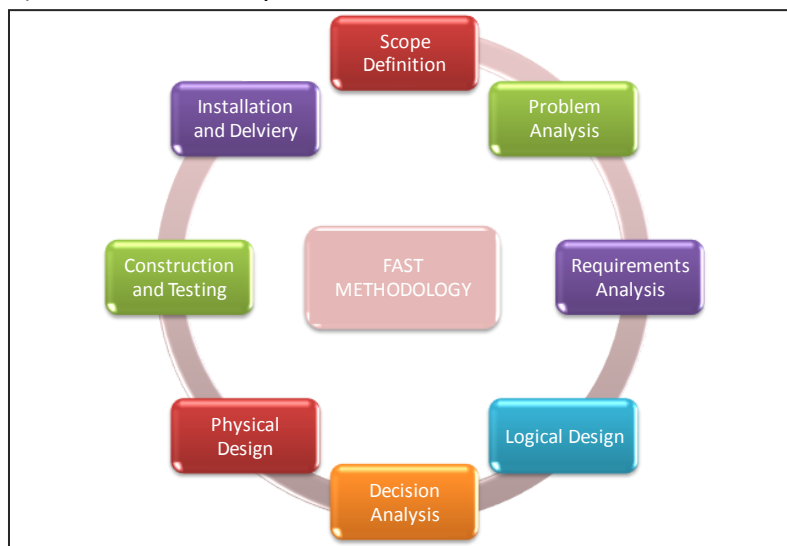 Scope
Definition
Problem
Analysis
Requirements
Analysis
Logical Design
Decision
Analysis
Physical
Design
Construction
and Testing
Installation
and Delviery
FAST
METHODOLOGY